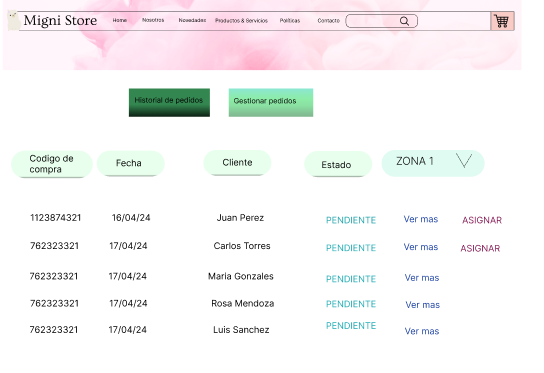 Migni Store Home Nosotros Novedades Productos & Servicios Políticas Contacto
Historial de pedidos Gestionar pedidos
Codigo de
compra
Fecha Cliente Estado ZONA 1
1123874321 16/04/24 Juan Perez PENDIENTE Ver mas ASIGNAR
762323321 17/04/24 Carlos Torres PENDIENTE Ver mas ASIGNAR
762323321 17/04/24 Maria Gonzales PENDIENTE Ver mas
762323321 17/04/24 Rosa Mendoza PENDIENTE Ver mas
762323321 17/04/24 Luis Sanchez PENDIENTE Ver mas